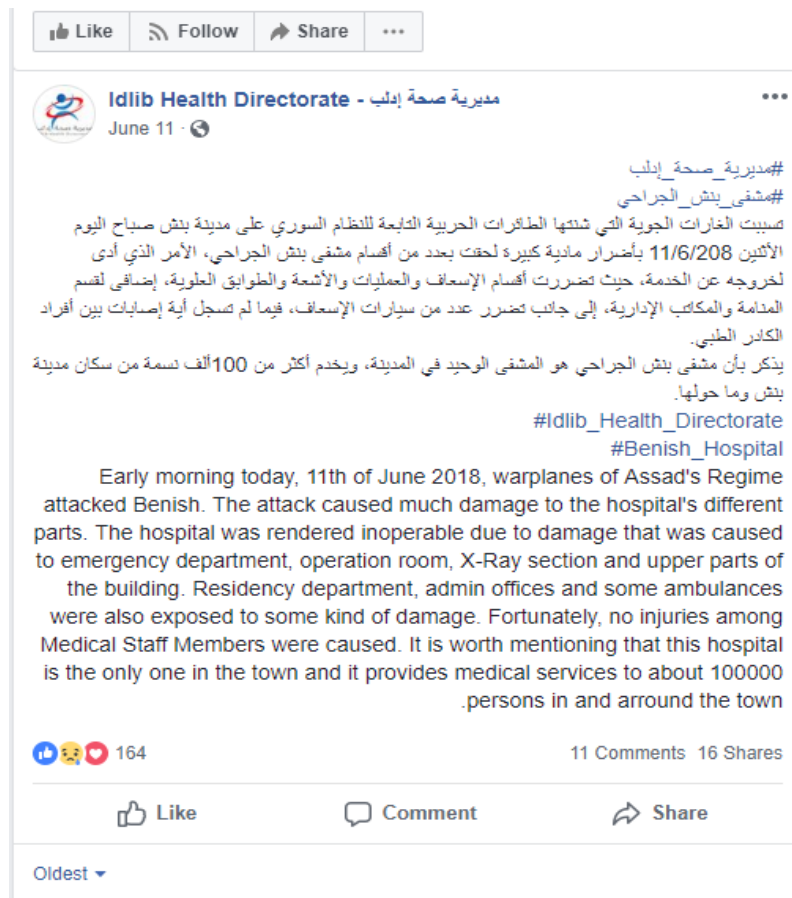 Like Follow Share ...
Idlib Health Directorate - مديرية صحة إدلب
June 11 ·
#مديرية_صحة_إدلب
#مشفى_بنش_الجراحي
تسببت الغارات الجوية التي شنتها الطائرات الحربية التابعة للنظام السوري على مدينة بنش صباح اليوم
الأثنين 11/6/208 بأضرار مادية كبيرة لحقت بعدد من أقسام مشفى بنش الجراحي، الأمر الذي أدى
لخروجه عن الخدمة، حيث تضررت أقسام الإسعاف والعمليات والأشعة والطوابق العلوية، إضافى لقسم
المنامة والمكاتب الإدارية، إلى جانب تضرر عدد من سيارات الإسعاف، فيما لم تسجل أية إصابات بين أفراد
الكادر الطبي.
يذكر بأن مشفى بنش الجراحي هو المشفى الوحيد في المدينة، ويخدم أكثر من 100ألف نسمة من سكان مدينة
بنش وما حولها.
#Idlib_Health_Directorate
#Benish_Hospital
Early morning today, 11th of June 2018, warplanes of Assad's Regime
attacked Benish. The attack caused much damage to the hospital's different
parts. The hospital was rendered inoperable due to damage that was caused
to emergency department, operation room, X-Ray section and upper parts of
the building. Residency department, admin offices and some ambulances
were also exposed to some kind of damage. Fortunately, no injuries among
Medical Staff Members were caused. It is worth mentioning that this hospital
is the only one in the town and it provides medical services to about 100000
.persons in and arround the town
164 11 Comments 16 Shares
Like Comment Share
Oldest